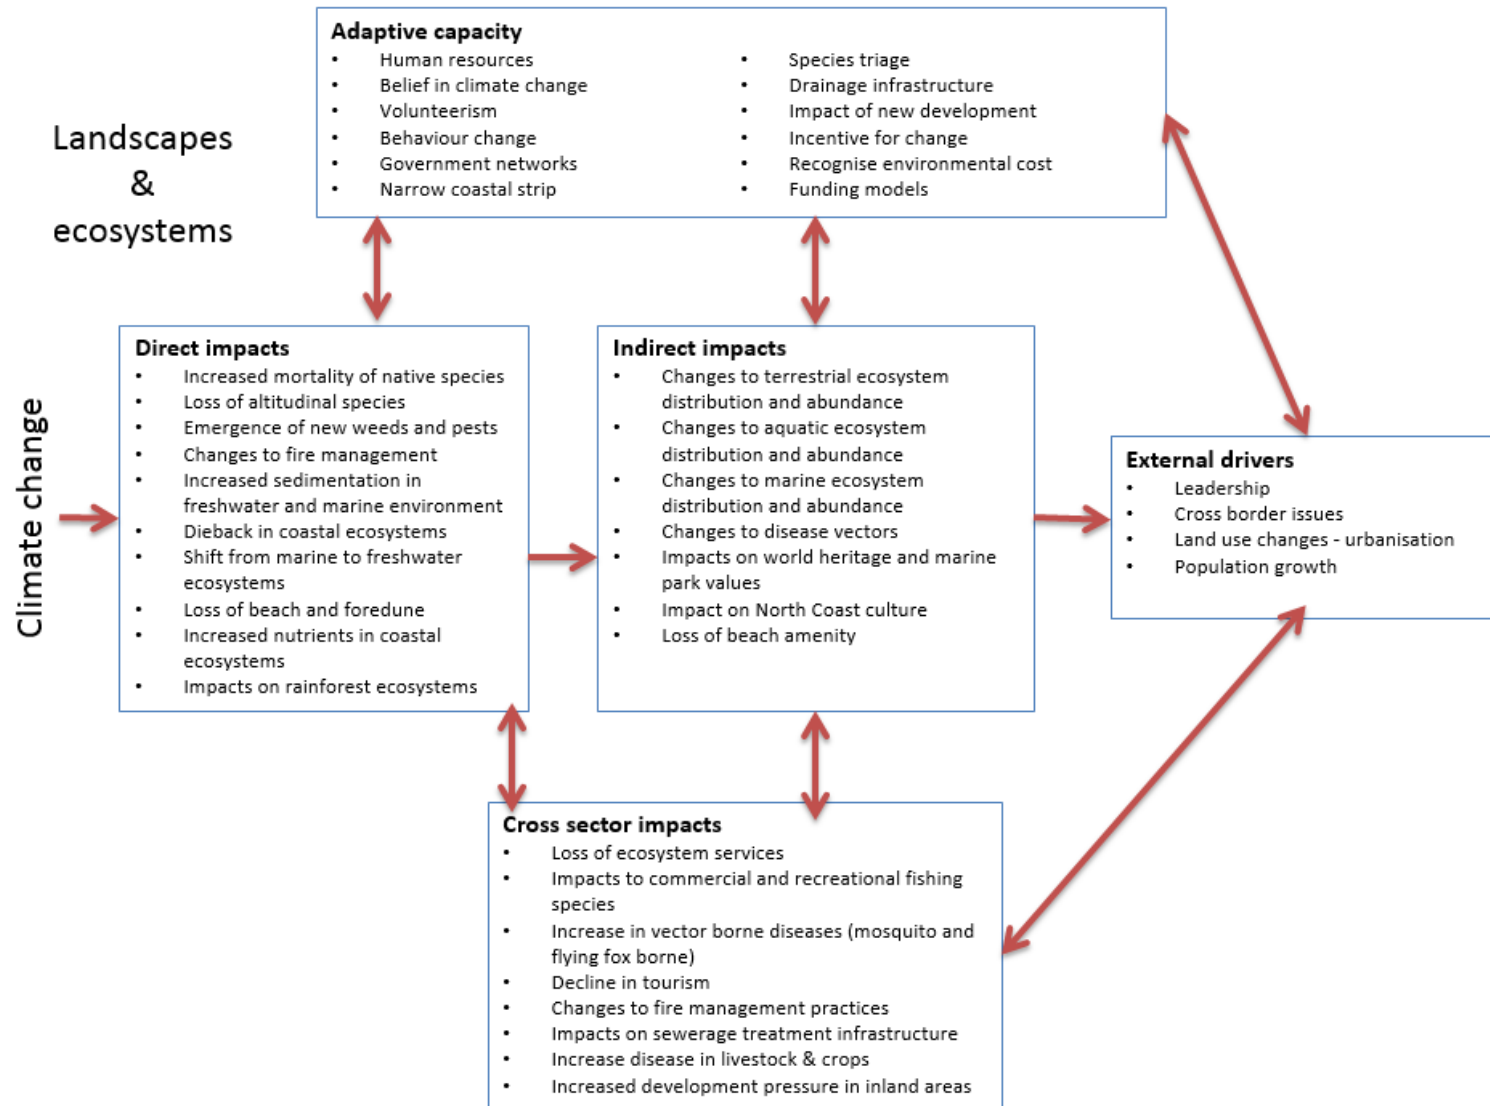 Landscapes
&
ecosystems
Climate change
Adaptive capacity
• Human resources
• Belief in climate change
• Volunteerism
• Behaviour change
• Government networks
• Narrow coastal strip
• Species triage
• Drainage infrastructure
• Impact of new development
• Incentive for change
• Recognise environmental cost
• Funding models
Direct impacts
• Increased mortality of native species
• Loss of altitudinal species
• Emergence of new weeds and pests
• Changes to fire management
• Increased sedimentation in
freshwater and marine environment
• Dieback in coastal ecosystems
• Shift from marine to freshwater
ecosystems
• Loss of beach and foredune
• Increased nutrients in coastal
ecosystems
• Impacts on rainforest ecosystems
Indirect impacts
• Changes to terrestrial ecosystem
distribution and abundance
• Changes to aquatic ecosystem
distribution and abundance
• Changes to marine ecosystem
distribution and abundance
• Changes to disease vectors
• Impacts on world heritage and marine
park values
• Impact on North Coast culture
• Loss of beach amenity
External drivers
• Leadership
• Cross border issues
• Land use changes - urbanisation
• Population growth
Cross sector impacts
• Loss of ecosystem services
• Impacts to commercial and recreational fishing
species
• Increase in vector borne diseases (mosquito and
flying fox borne)
• Decline in tourism
• Changes to fire management practices
• Impacts on sewerage treatment infrastructure
• Increase disease in livestock & crops
• Increased development pressure in inland areas